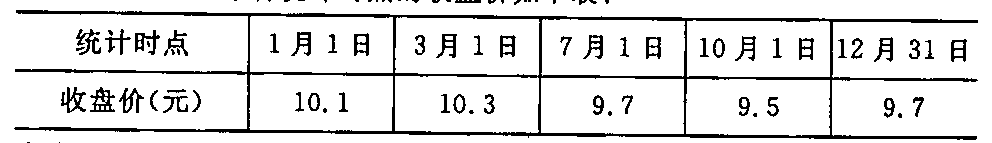 统计时点 1月1日 3月1日 7月1日 10月1日 12月31日
收盘价(元) 10.1 10.3 9.7 9.5 9.7